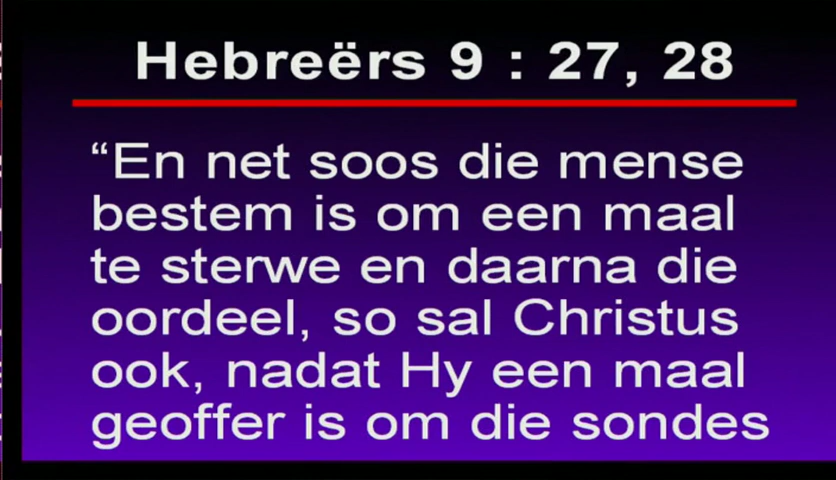 Hebreërs 9 : 27, 28
“En net soos die mense
bestem is om een maal
te sterwe en daarna die
oordeel, so sal Christus
ook, nadat Hy een maal
geoffer is om die sondes